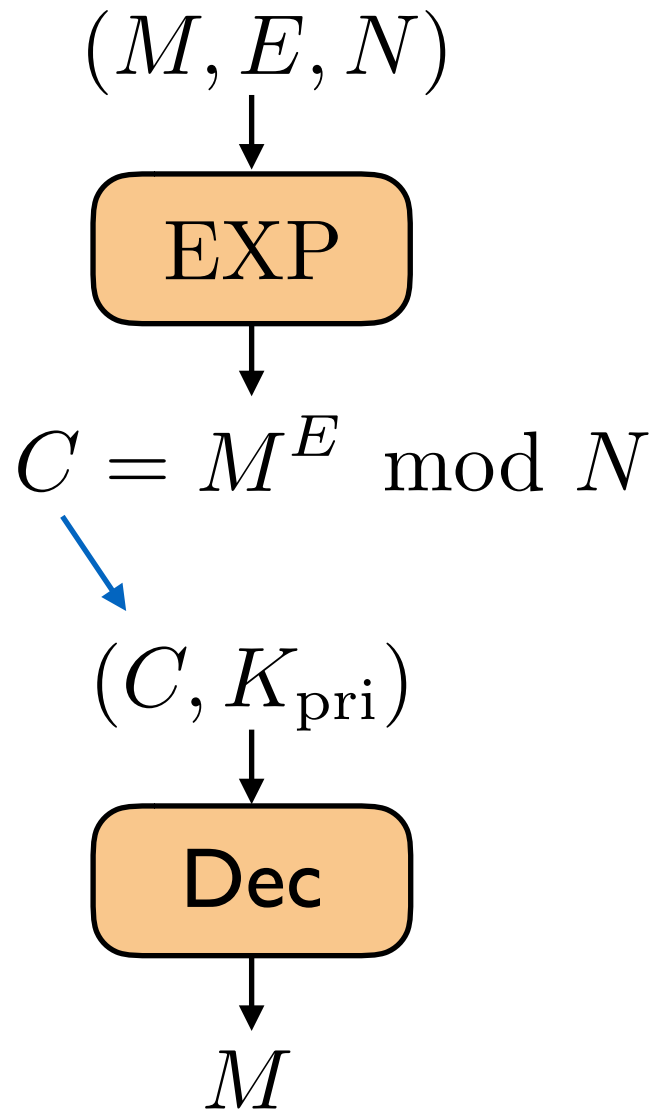 (M, E, N)
EXP
C = M^E mod N
(C, K_pri)
Dec
M